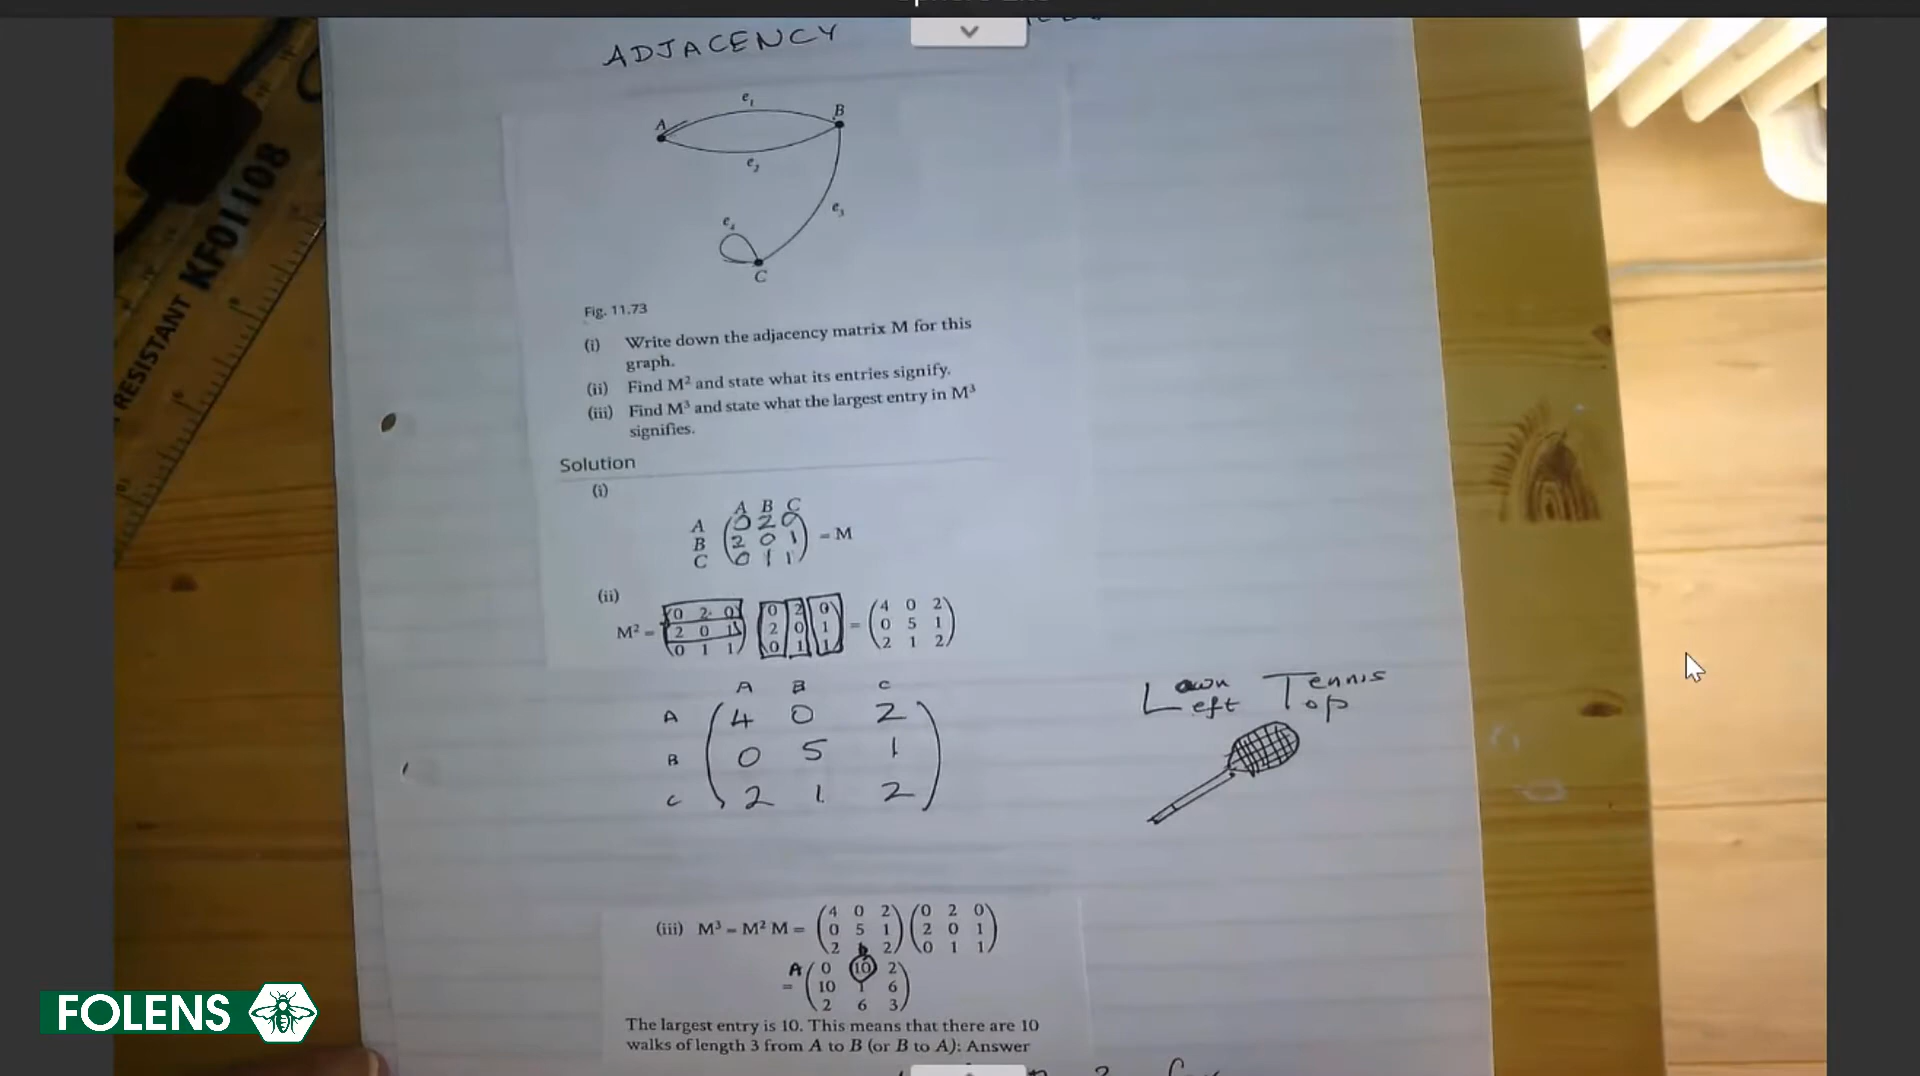 ADJACENCY
e₁
A B
e₂
e₃
e₄
C
Fig. 11.73
(i) Write down the adjacency matrix M for this
graph.
(ii) Find M² and state what its entries signify.
(iii) Find M³ and state what the largest entry in M³
signifies.
Solution
(i)
A B C
A 0 2 0
B 2 0 1 = M
C 0 1 1
(ii)
0 2 0 0 2 0 4 0 2
M² = 2 0 1 2 0 1 = 0 5 1
0 1 1 0 1 1 2 1 2
A B C
A 4 0 2
B 0 5 1
C 2 1 2
Lawn Tennis
Left Top
4 0 2 0 2 0
(iii) M³ = M² M = 0 5 1 2 0 1
2 2 0 1 1
A 0 10 2
= 10 1 6
2 6 3
The largest entry is 10. This means that there are 10
walks of length 3 from A to B (or B to A): Answer
RESISTANT KF01108
FOLENS